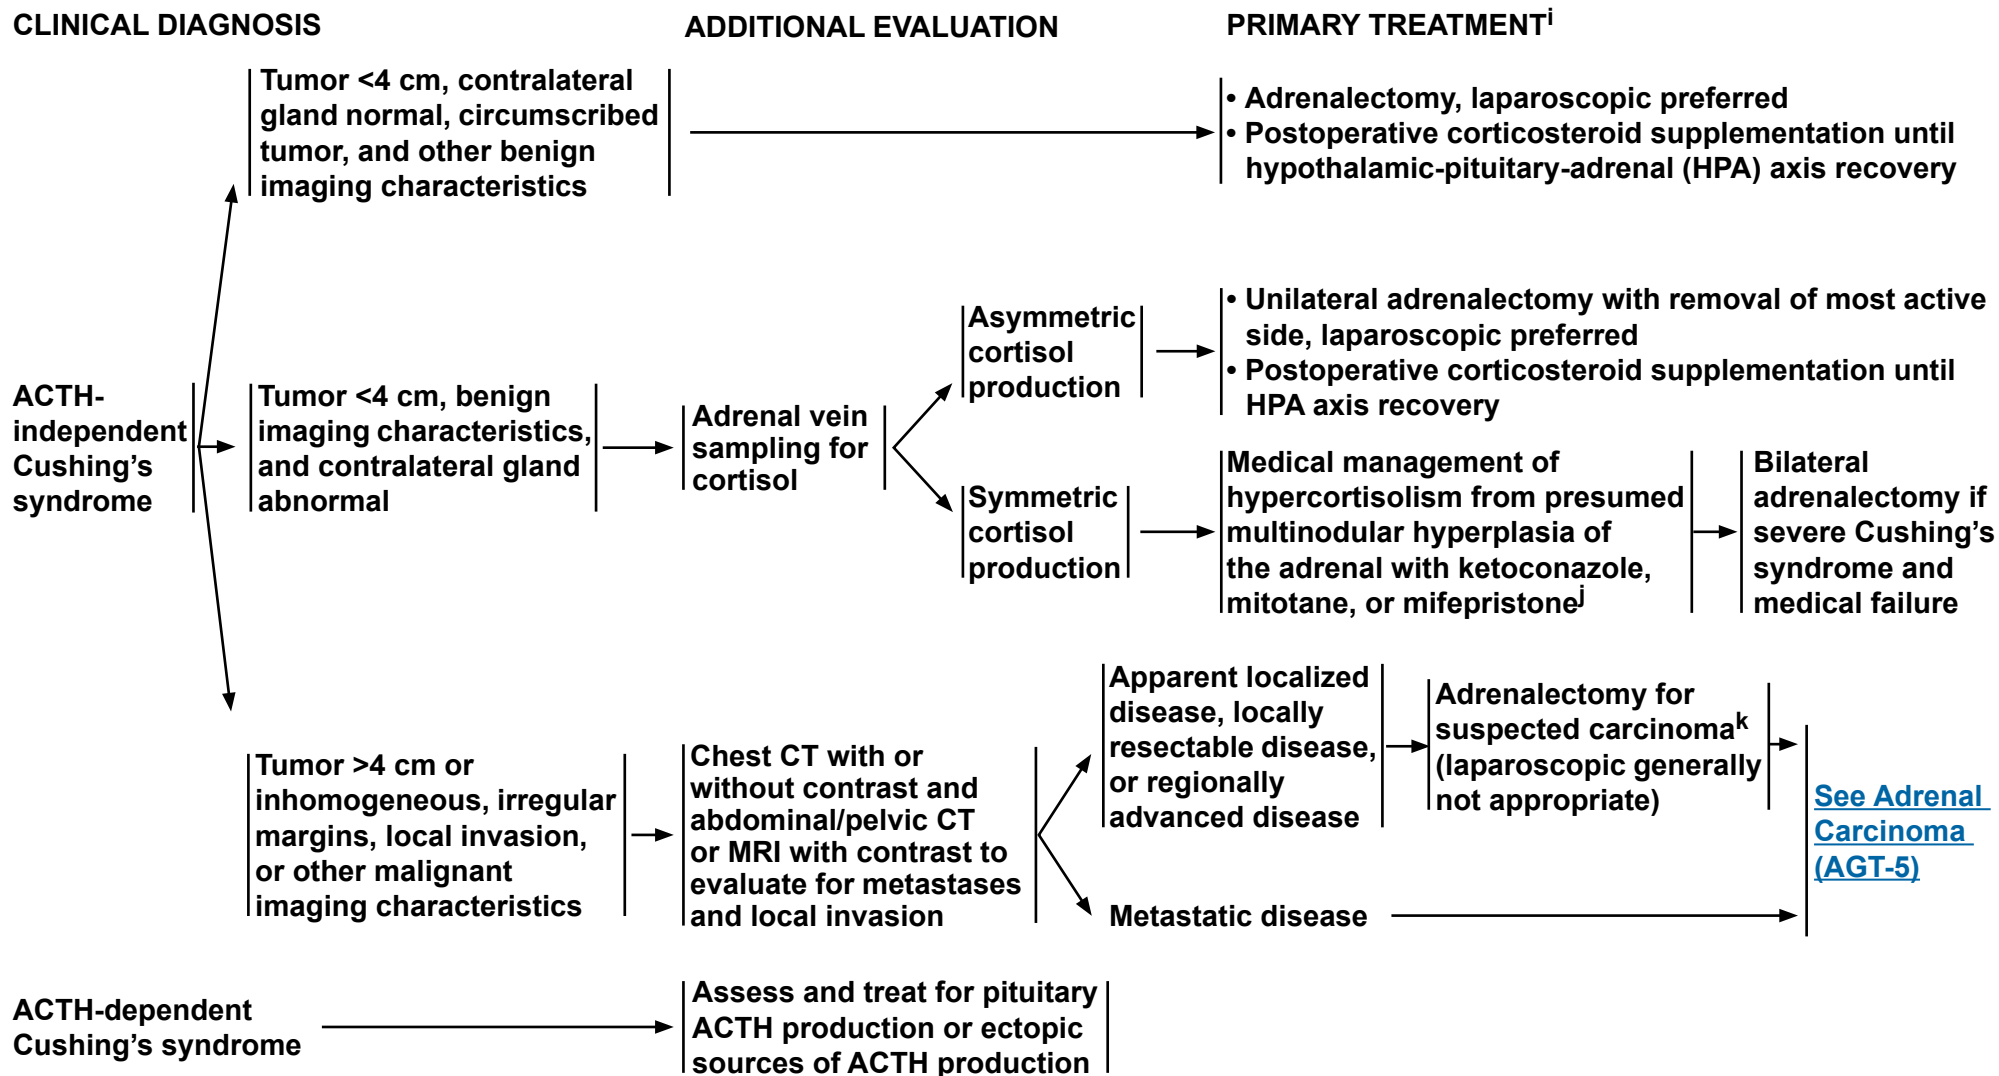 CLINICAL DIAGNOSIS
ADDITIONAL EVALUATION
PRIMARY TREATMENTⁱ
Tumor <4 cm, contralateral
gland normal, circumscribed
tumor, and other benign
imaging characteristics
• Adrenalectomy, laparoscopic preferred
• Postoperative corticosteroid supplementation until
hypothalamic-pituitary-adrenal (HPA) axis recovery
ACTH-
independent
Cushing’s
syndrome
Tumor <4 cm, benign
imaging characteristics,
and contralateral gland
abnormal
Adrenal vein
sampling for
cortisol
Asymmetric
cortisol
production
• Unilateral adrenalectomy with removal of most active
side, laparoscopic preferred
• Postoperative corticosteroid supplementation until
HPA axis recovery
Symmetric
cortisol
production
Medical management of
hypercortisolism from presumed
multinodular hyperplasia of
the adrenal with ketoconazole,
mitotane, or mifepristoneʲ
Bilateral
adrenalectomy if
severe Cushing’s
syndrome and
medical failure
Tumor >4 cm or
inhomogeneous, irregular
margins, local invasion,
or other malignant
imaging characteristics
Chest CT with or
without contrast and
abdominal/pelvic CT
or MRI with contrast to
evaluate for metastases
and local invasion
Apparent localized
disease, locally
resectable disease,
or regionally
advanced disease
Adrenalectomy for
suspected carcinomaᵏ
(laparoscopic generally
not appropriate)
Metastatic disease
See Adrenal
Carcinoma
(AGT-5)
ACTH-dependent
Cushing’s syndrome
Assess and treat for pituitary
ACTH production or ectopic
sources of ACTH production